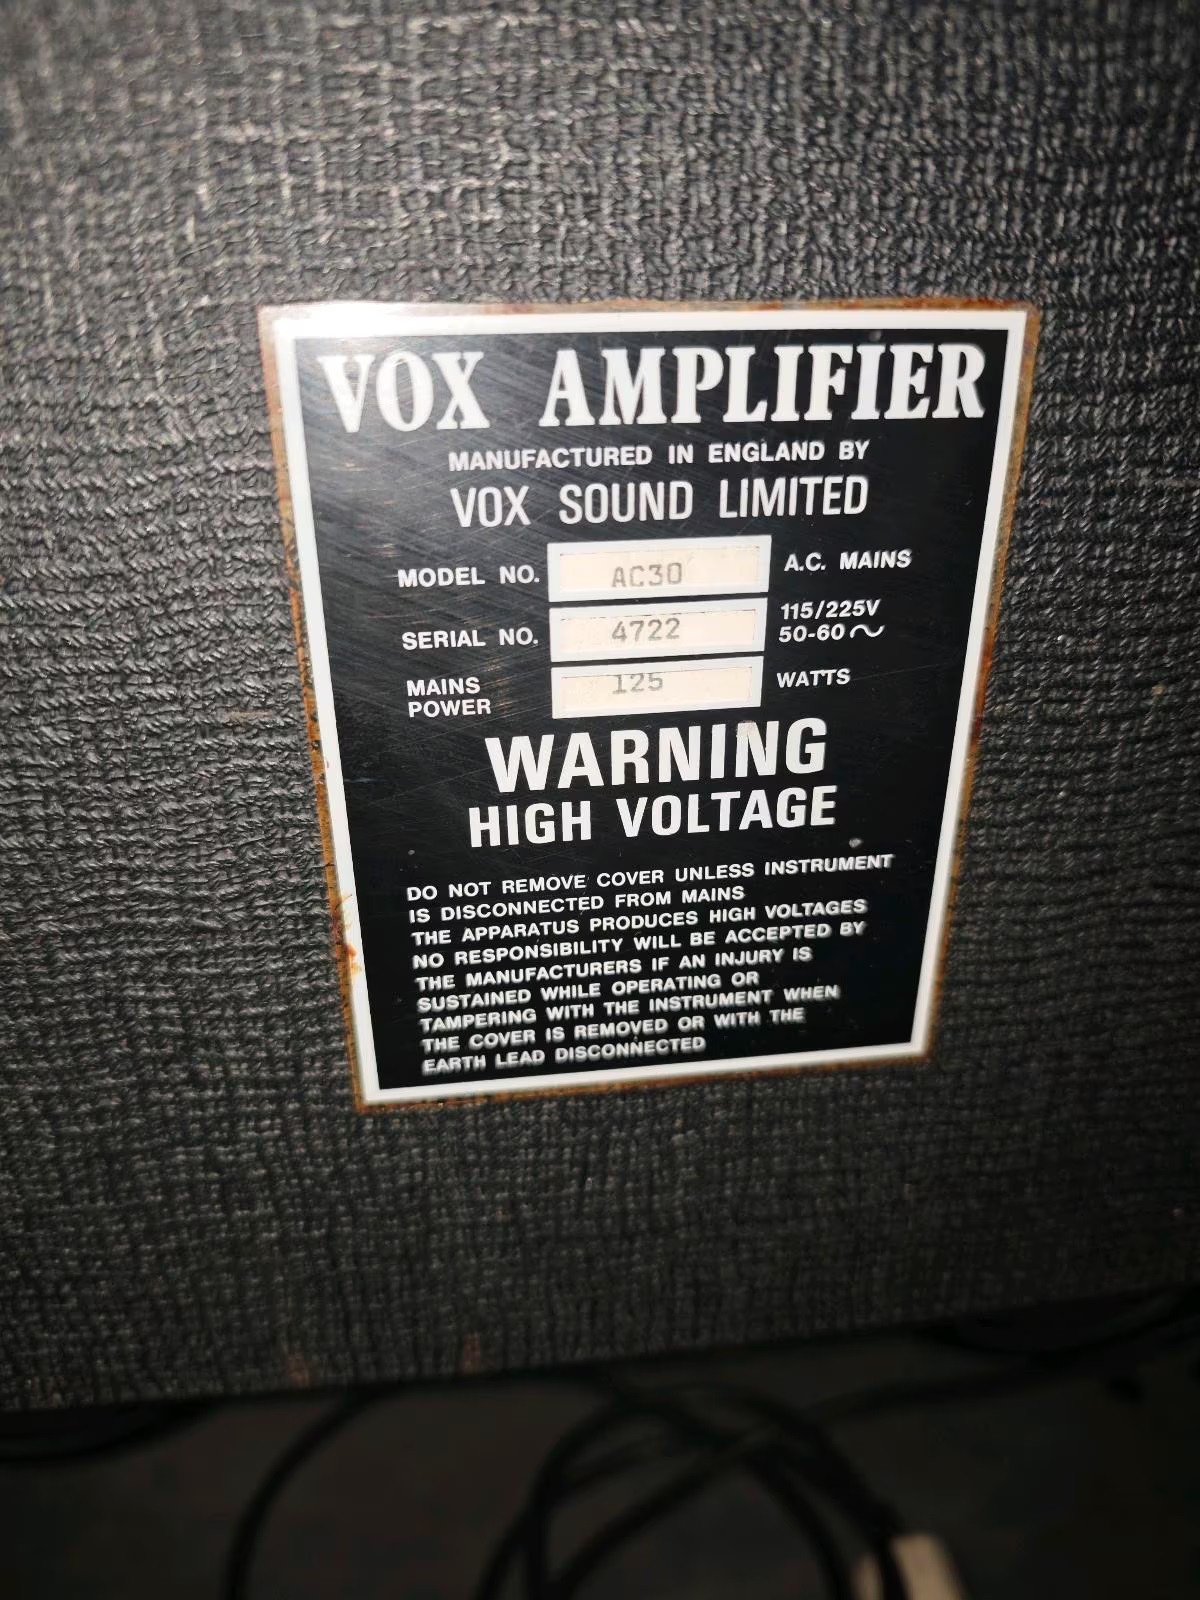 VOX AMPLIFIER
MANUFACTURED IN ENGLAND BY
VOX SOUND LIMITED
MODEL NO. AC30 A.C. MAINS
SERIAL NO. 4722 115/225V
50-60~
MAINS POWER 125 WATTS
WARNING
HIGH VOLTAGE
DO NOT REMOVE COVER UNLESS INSTRUMENT
IS DISCONNECTED FROM MAINS
THE APPARATUS PRODUCES HIGH VOLTAGES
NO RESPONSIBILITY WILL BE ACCEPTED BY
THE MANUFACTURERS IF AN INJURY IS
SUSTAINED WHILE OPERATING OR
TAMPERING WITH THE INSTRUMENT WHEN
THE COVER IS REMOVED OR WITH THE
EARTH LEAD DISCONNECTED